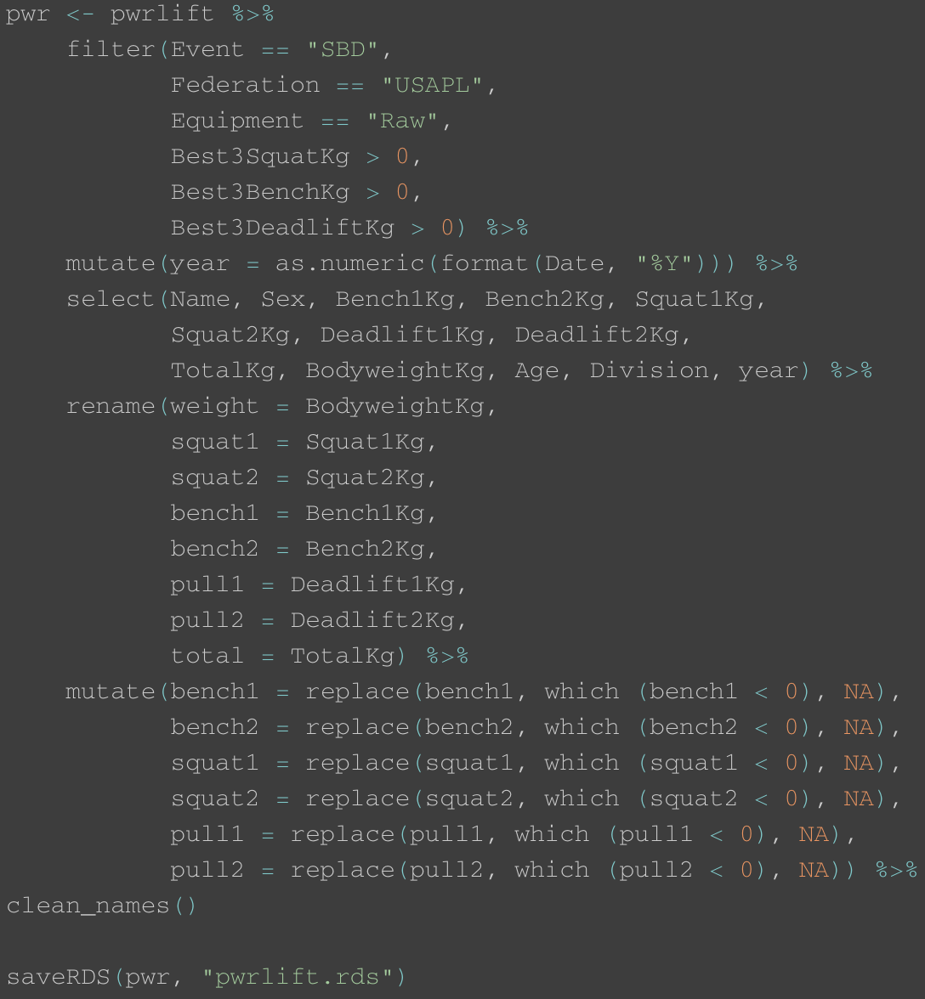 pwr <- pwrlift %>%
    filter(Event == "SBD",
           Federation == "USAPL",
           Equipment == "Raw",
           Best3SquatKg > 0,
           Best3BenchKg > 0,
           Best3DeadliftKg > 0) %>%
    mutate(year = as.numeric(format(Date, "%Y"))) %>%
    select(Name, Sex, Bench1Kg, Bench2Kg, Squat1Kg,
           Squat2Kg, Deadlift1Kg, Deadlift2Kg,
           TotalKg, BodyweightKg, Age, Division, year) %>%
    rename(weight = BodyweightKg,
           squat1 = Squat1Kg,
           squat2 = Squat2Kg,
           bench1 = Bench1Kg,
           bench2 = Bench2Kg,
           pull1 = Deadlift1Kg,
           pull2 = Deadlift2Kg,
           total = TotalKg) %>%
    mutate(bench1 = replace(bench1, which (bench1 < 0), NA),
           bench2 = replace(bench2, which (bench2 < 0), NA),
           squat1 = replace(squat1, which (squat1 < 0), NA),
           squat2 = replace(squat2, which (squat2 < 0), NA),
           pull1 = replace(pull1, which (pull1 < 0), NA),
           pull2 = replace(pull2, which (pull2 < 0), NA)) %>%
clean_names()

saveRDS(pwr, "pwrlift.rds")